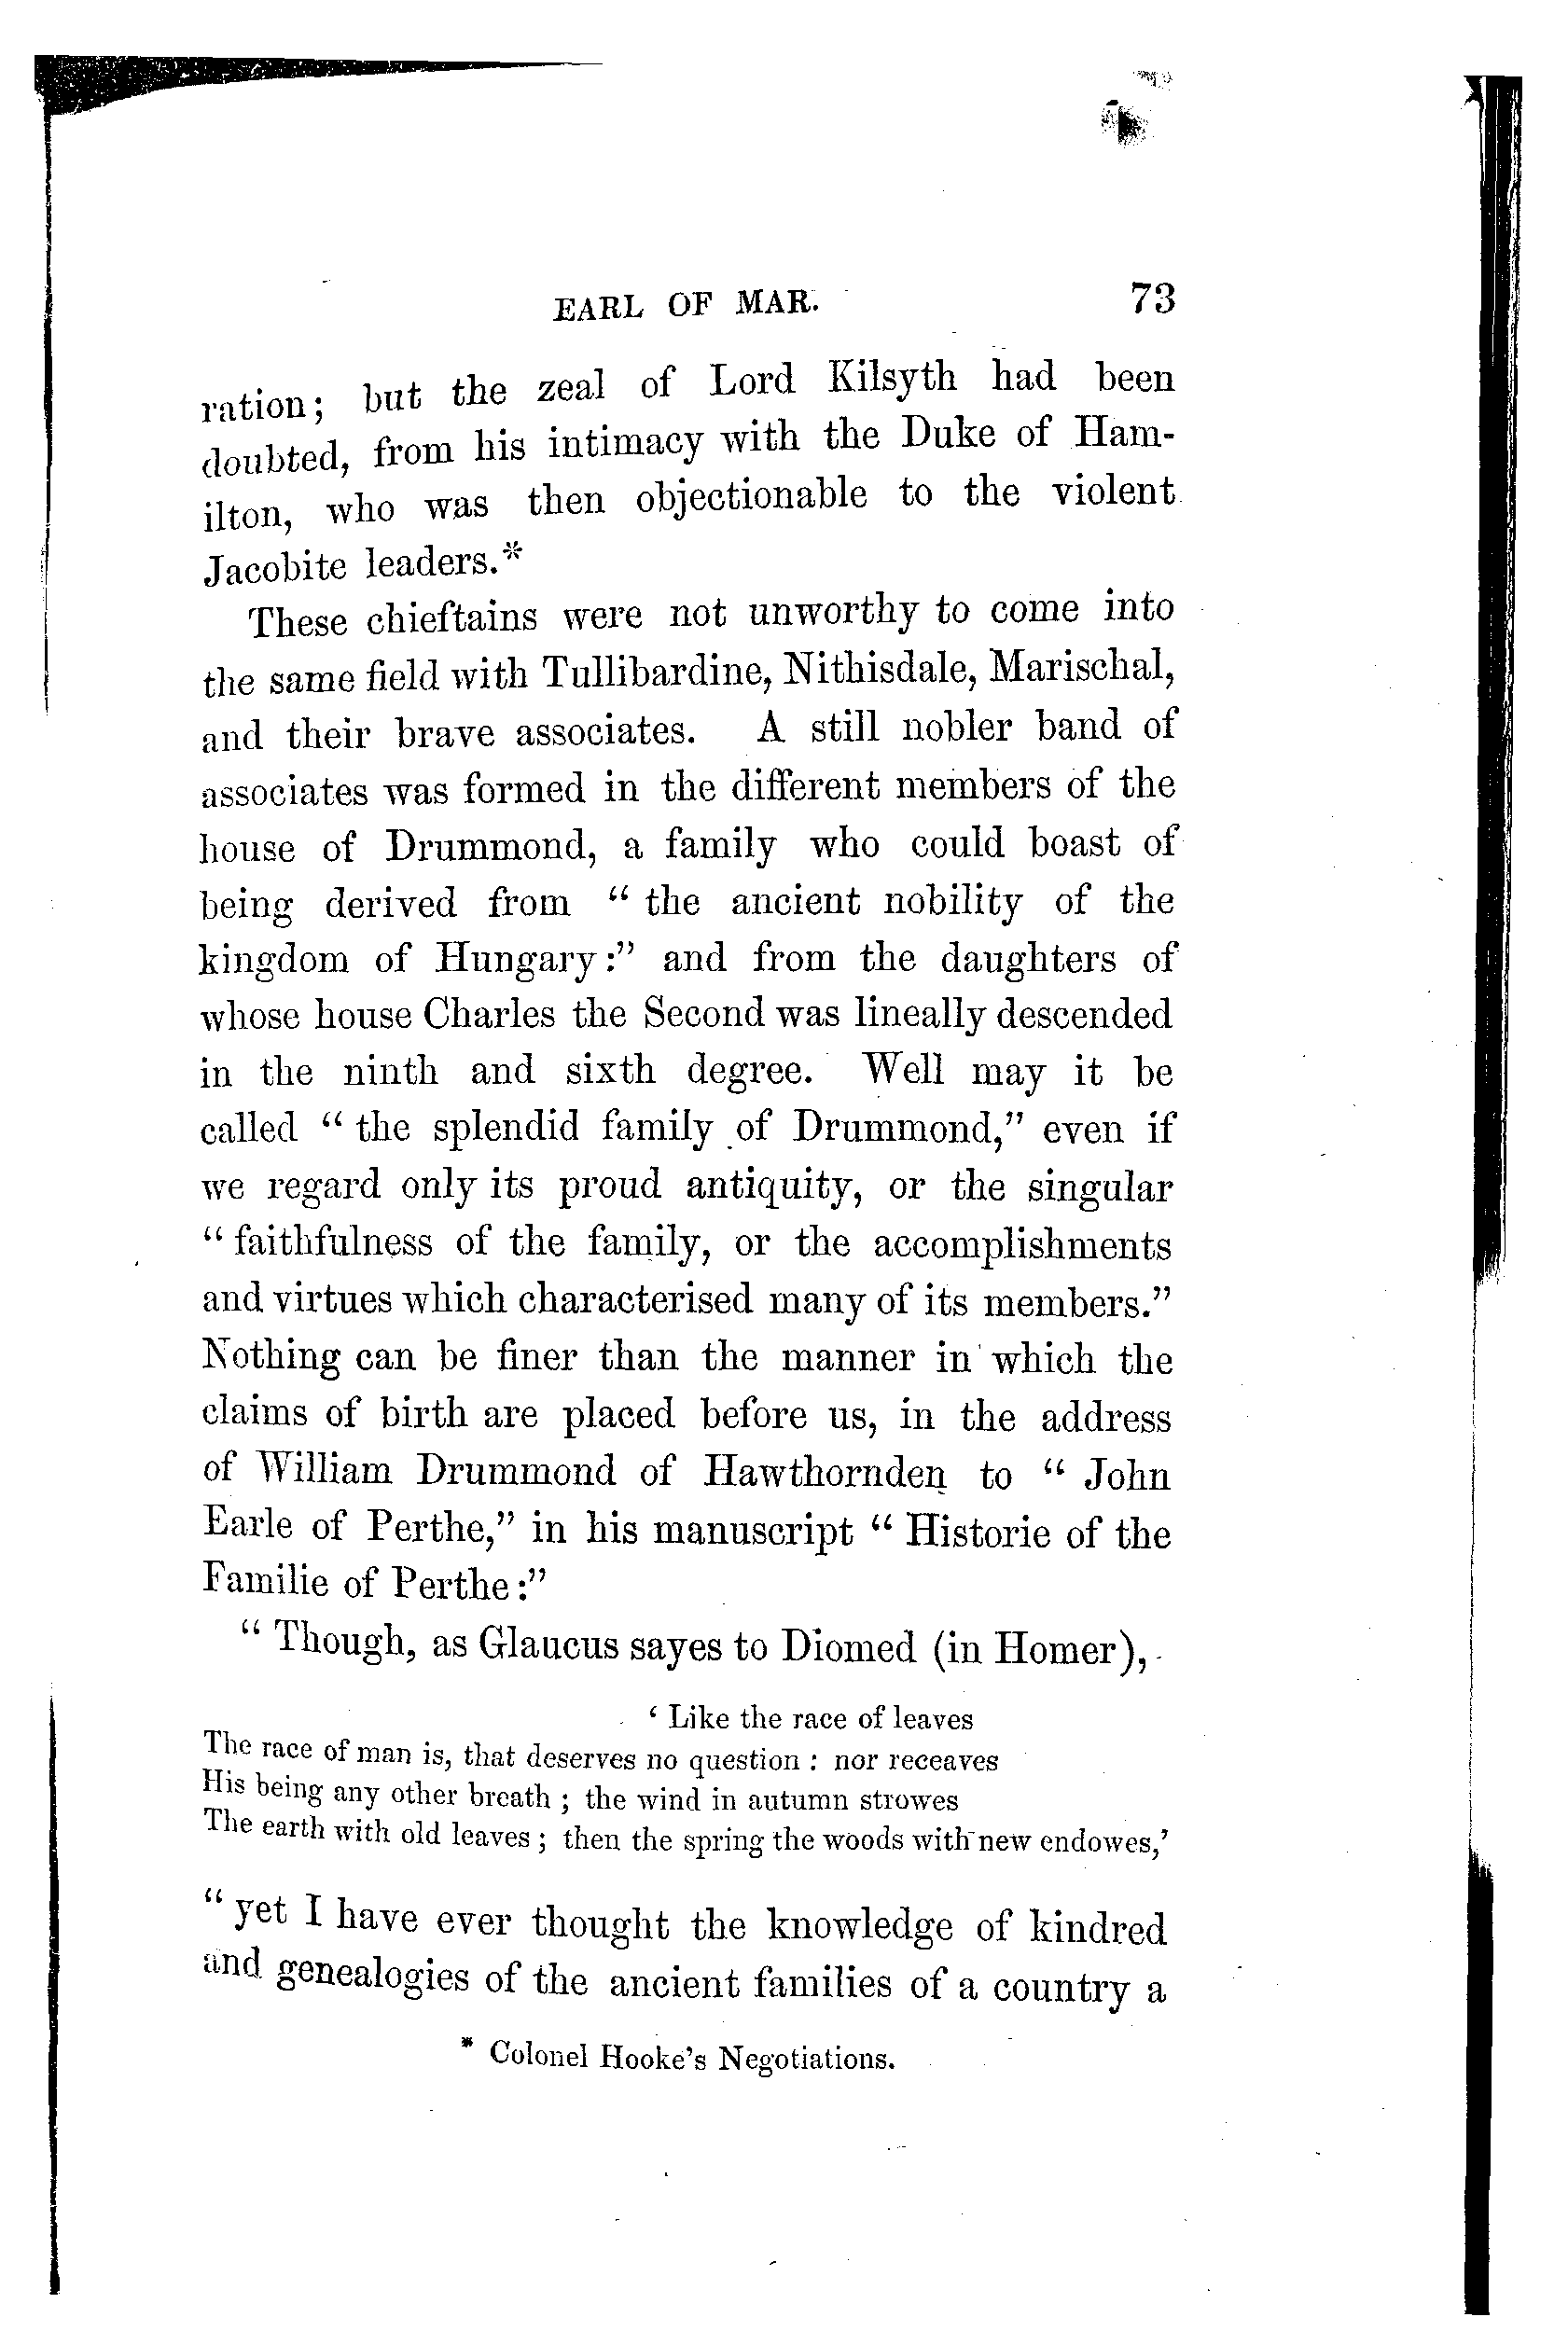 EARL OF MAR. 73
ration; but the zeal of Lord Kilsyth had been
doubted, from his intimacy with the Duke of Ham-
ilton, who was then objectionable to the violent
Jacobite leaders.*
These chieftains were not unworthy to come into
the same field with Tullibardine, Nithisdale, Marischal,
and their brave associates. A still nobler band of
associates was formed in the different members of the
house of Drummond, a family who could boast of
being derived from " the ancient nobility of the
kingdom of Hungary:" and from the daughters of
whose house Charles the Second was lineally descended
in the ninth and sixth degree. Well may it be
called " the splendid family of Drummond," even if
we regard only its proud antiquity, or the singular
" faithfulness of the family, or the accomplishments
and virtues which characterised many of its members."
Nothing can be finer than the manner in which the
claims of birth are placed before us, in the address
of William Drummond of Hawthornden to " John
Earle of Perthe," in his manuscript " Historie of the
Familie of Perthe:"
" Though, as Glaucus sayes to Diomed (in Homer),
' Like the race of leaves
The race of man is, that deserves no question : nor receaves
His being any other breath ; the wind in autumn strowes
The earth with old leaves ; then the spring the woods with new endowes,'
" yet I have ever thought the knowledge of kindred
and genealogies of the ancient families of a country a
* Colonel Hooke's Negotiations.